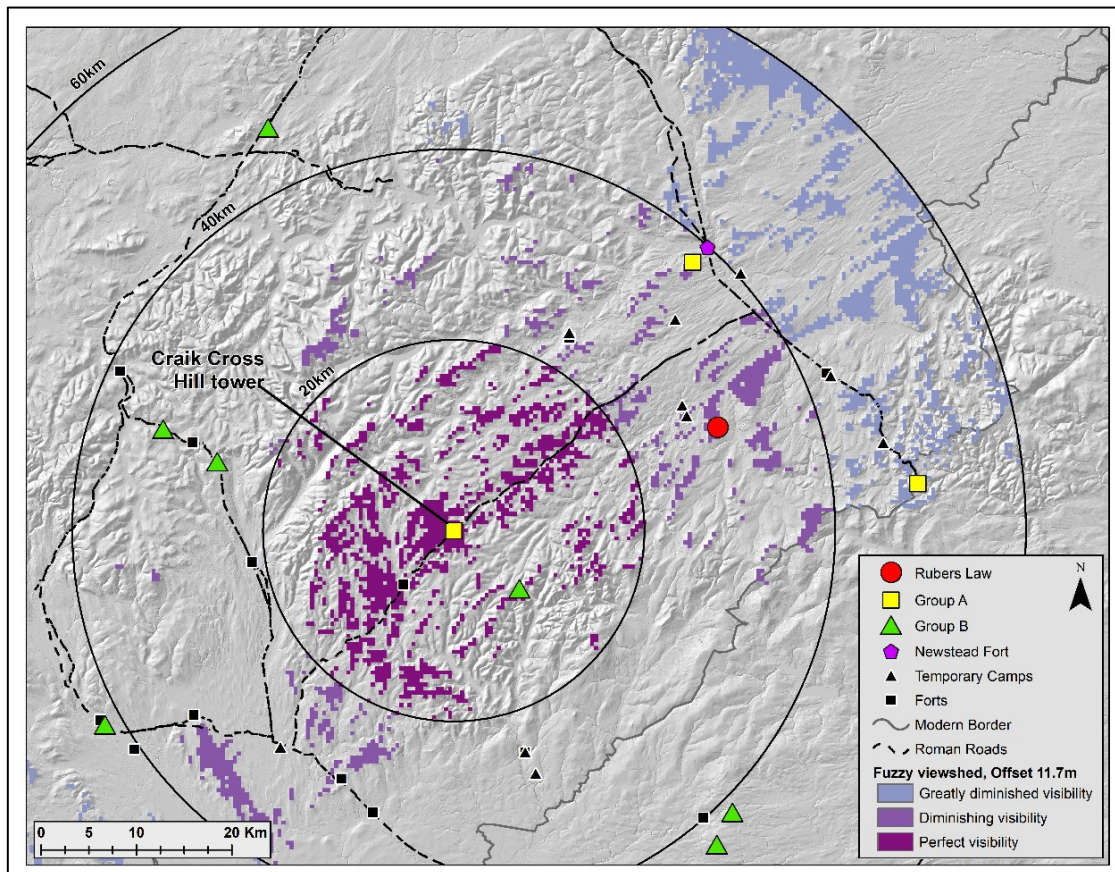 60km
40km
20km
Craik Cross
Hill tower
N
Rubers Law
Group A
Group B
Newstead Fort
Temporary Camps
Forts
Modern Border
Roman Roads
Fuzzy viewshed, Offset 11.7m
Greatly diminished visibility
Diminishing visibility
Perfect visibility
0 5 10 20 Km